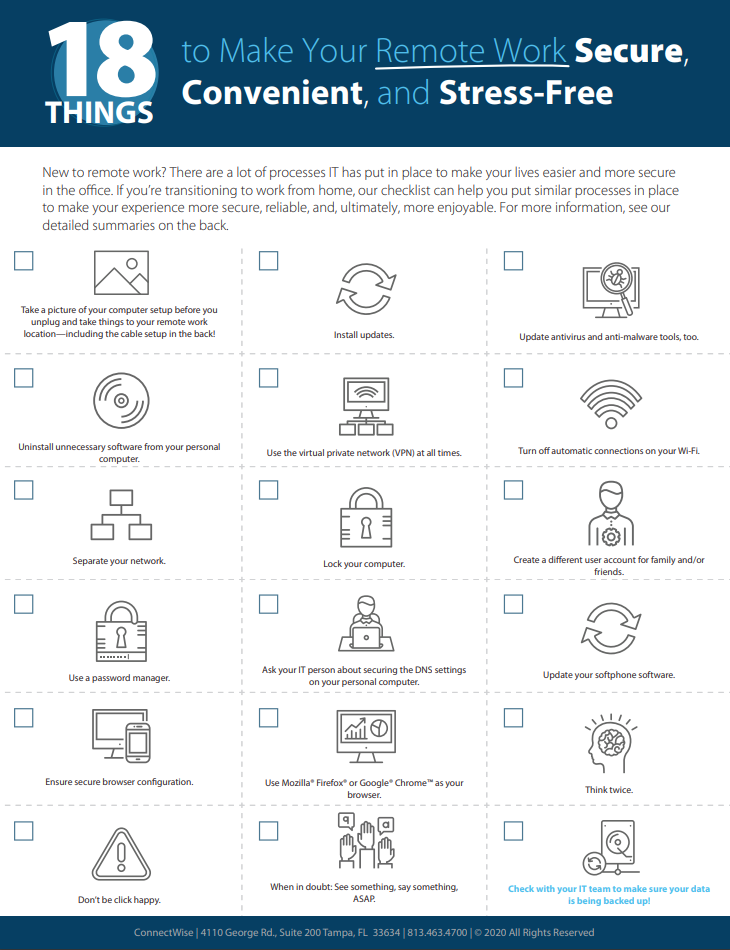 18
THINGS
to Make Your Remote Work Secure,
Convenient, and Stress-Free
New to remote work? There are a lot of processes IT has put in place to make your lives easier and more secure
in the office. If you're transitioning to work from home, our checklist can help you put similar processes in place
to make your experience more secure, reliable, and, ultimately, more enjoyable. For more information, see our
detailed summaries on the back.
Take a picture of your computer setup before you
unplug and take things to your remote work
location—including the cable setup in the back!
Install updates.
Update antivirus and anti-malware tools, too.
Uninstall unnecessary software from your personal
computer.
Use the virtual private network (VPN) at all times.
Turn off automatic connections on your Wi-Fi.
Separate your network.
Lock your computer.
Create a different user account for family and/or
friends.
Use a password manager.
Ask your IT person about securing the DNS settings
on your personal computer.
Update your softphone software.
Ensure secure browser configuration.
Use Mozilla® Firefox® or Google® Chrome™ as your
browser.
Think twice.
Don't be click happy.
q
a
When in doubt: See something, say something,
ASAP.
Check with your IT team to make sure your data
is being backed up!
ConnectWise | 4110 George Rd., Suite 200 Tampa, FL 33634 | 813.463.4700 | © 2020 All Rights Reserved